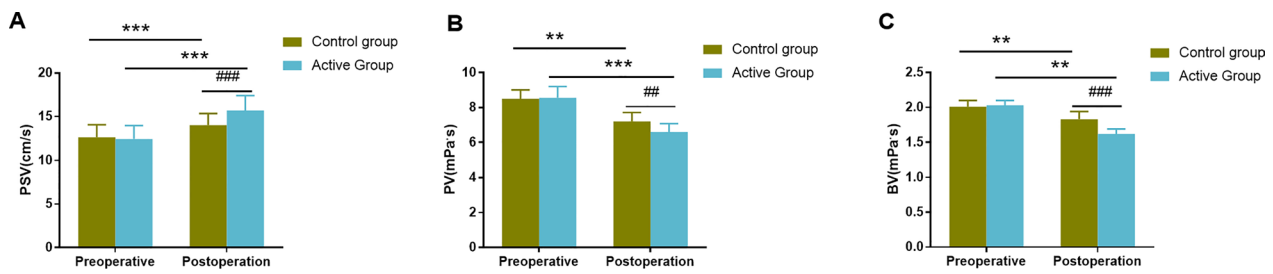 A
***
***
###
Control group
Active Group
PSV(cm/s)
20
15
10
5
0
Preoperative
Postoperation
B
**
***
##
Control group
Active Group
PV(mPa·s)
10
8
6
4
2
0
Preoperative
Postoperation
C
**
**
###
Control group
Active Group
BV(mPa·s)
2.5
2.0
1.5
1.0
0.5
0.0
Preoperative
Postoperation